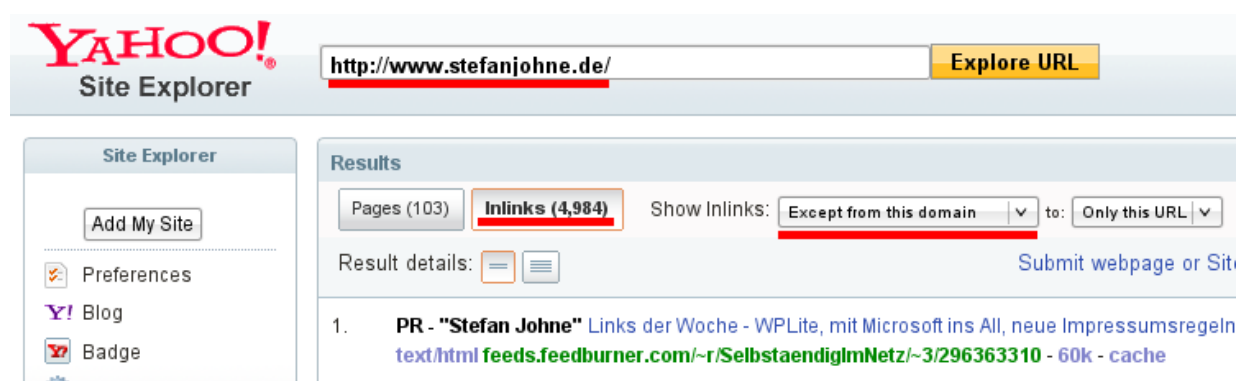 YAHOO!®
Site Explorer
http://www.stefanjohne.de/
Explore URL
Site Explorer
Add My Site
Preferences
Y! Blog
Y? Badge
Results
Pages (103) Inlinks (4,984) Show Inlinks: Except from this domain to: Only this URL
Result details: Submit webpage or Site
1. PR - "Stefan Johne" Links der Woche - WPLite, mit Microsoft ins All, neue Impressumsregeln
text/html feeds.feedburner.com/~r/SelbstaendigImNetz/~3/296363310 - 60k - cache